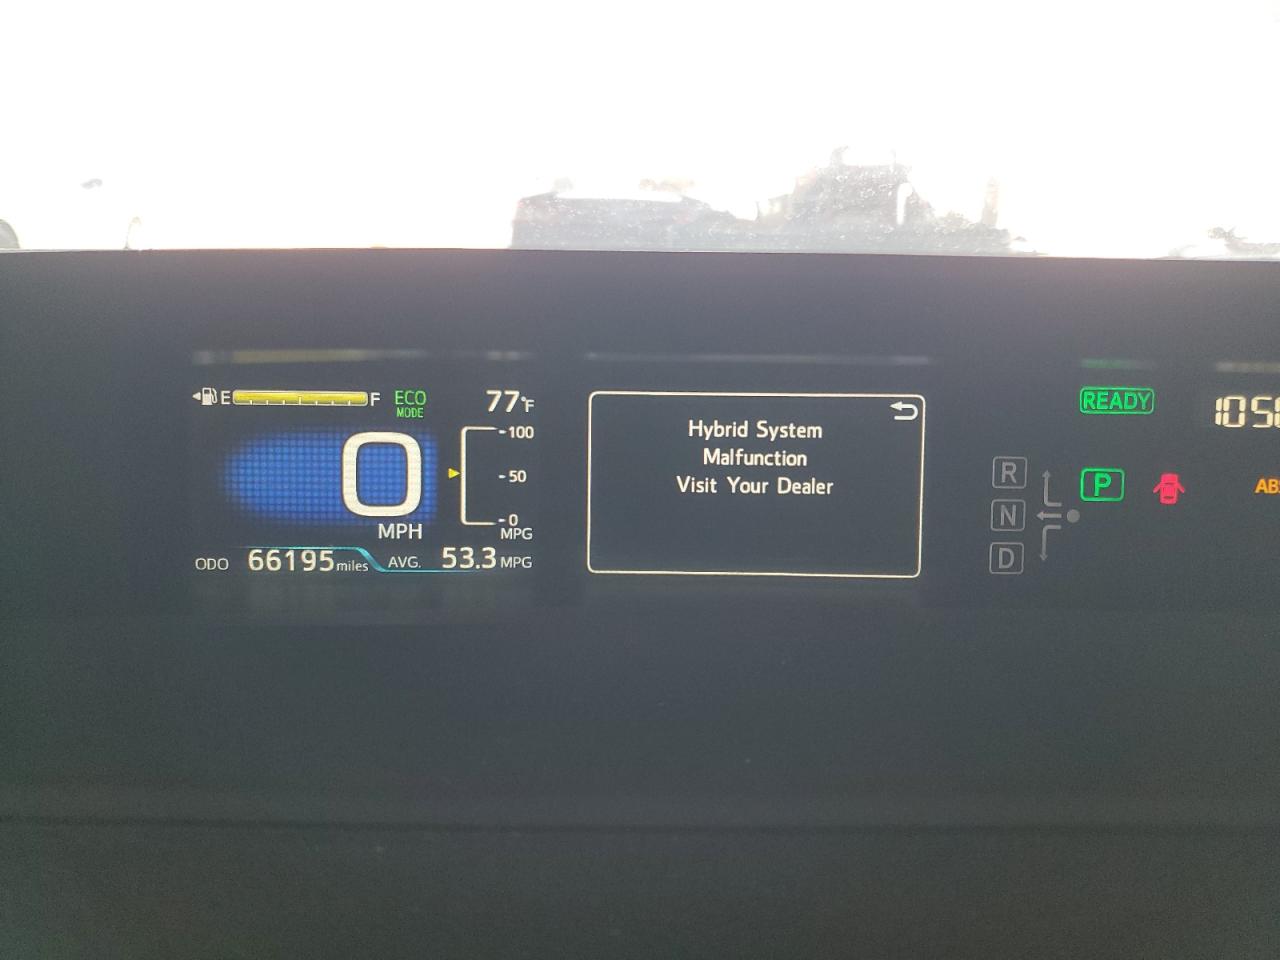 E F ECO MODE 77°F
100
50
0
0
MPH
MPG
ODO 66195 miles AVG. 53.3 MPG
Hybrid System
Malfunction
Visit Your Dealer
READY
R
P
N
D